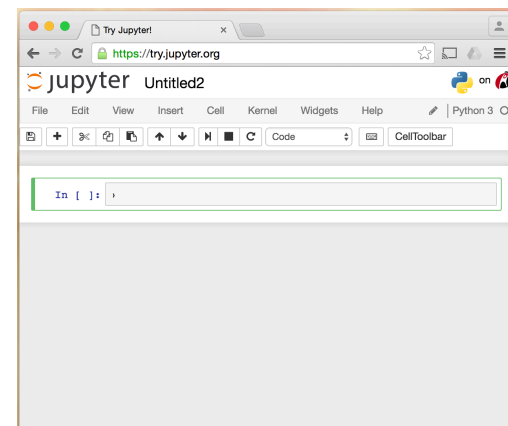 Try Jupyter!
https://try.jupyter.org
jupyter Untitled2
on
File Edit View Insert Cell Kernel Widgets Help Python 3
Code CellToolbar
In [ ]: